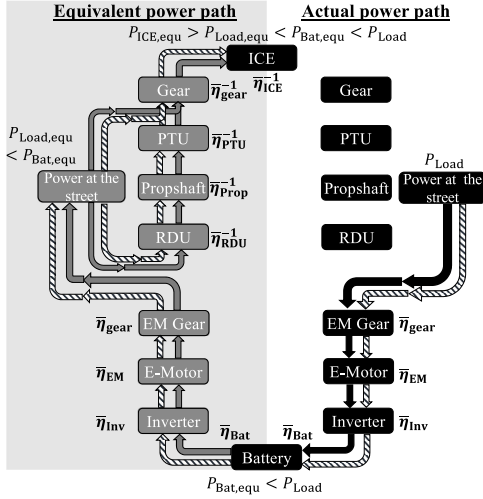 Equivalent power path
Actual power path
P_ICE,equ > P_Load,equ < P_Bat,equ < P_Load
ICE
η̅_ICE^-1
Gear
η̅_gear^-1
Gear
P_Load,equ
< P_Bat,equ
PTU
η̅_PTU^-1
PTU
P_Load
Power at the
street
Propshaft
η̅_Prop^-1
Propshaft
Power at the
street
RDU
η̅_RDU^-1
RDU
η̅_gear
EM Gear
EM Gear
η̅_gear
η̅_EM
E-Motor
E-Motor
η̅_EM
η̅_Inv
Inverter
Inverter
η̅_Inv
η̅_Bat
η̅_Bat
Battery
P_Bat,equ < P_Load